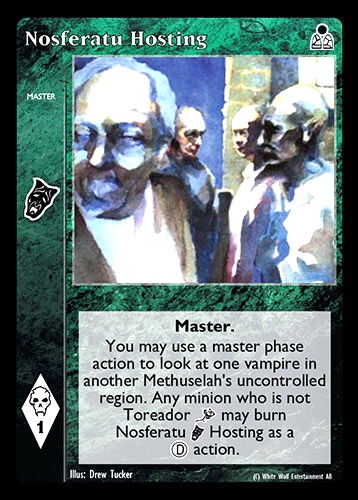 Nosferatu Hosting
MASTER
Master.
You may use a master phase
action to look at one vampire in
another Methuselah's uncontrolled
region. Any minion who is not
Toreador may burn
Nosferatu Hosting as a
D action.
1
Illus: Drew Tucker
(C) White Wolf Entertainment AB